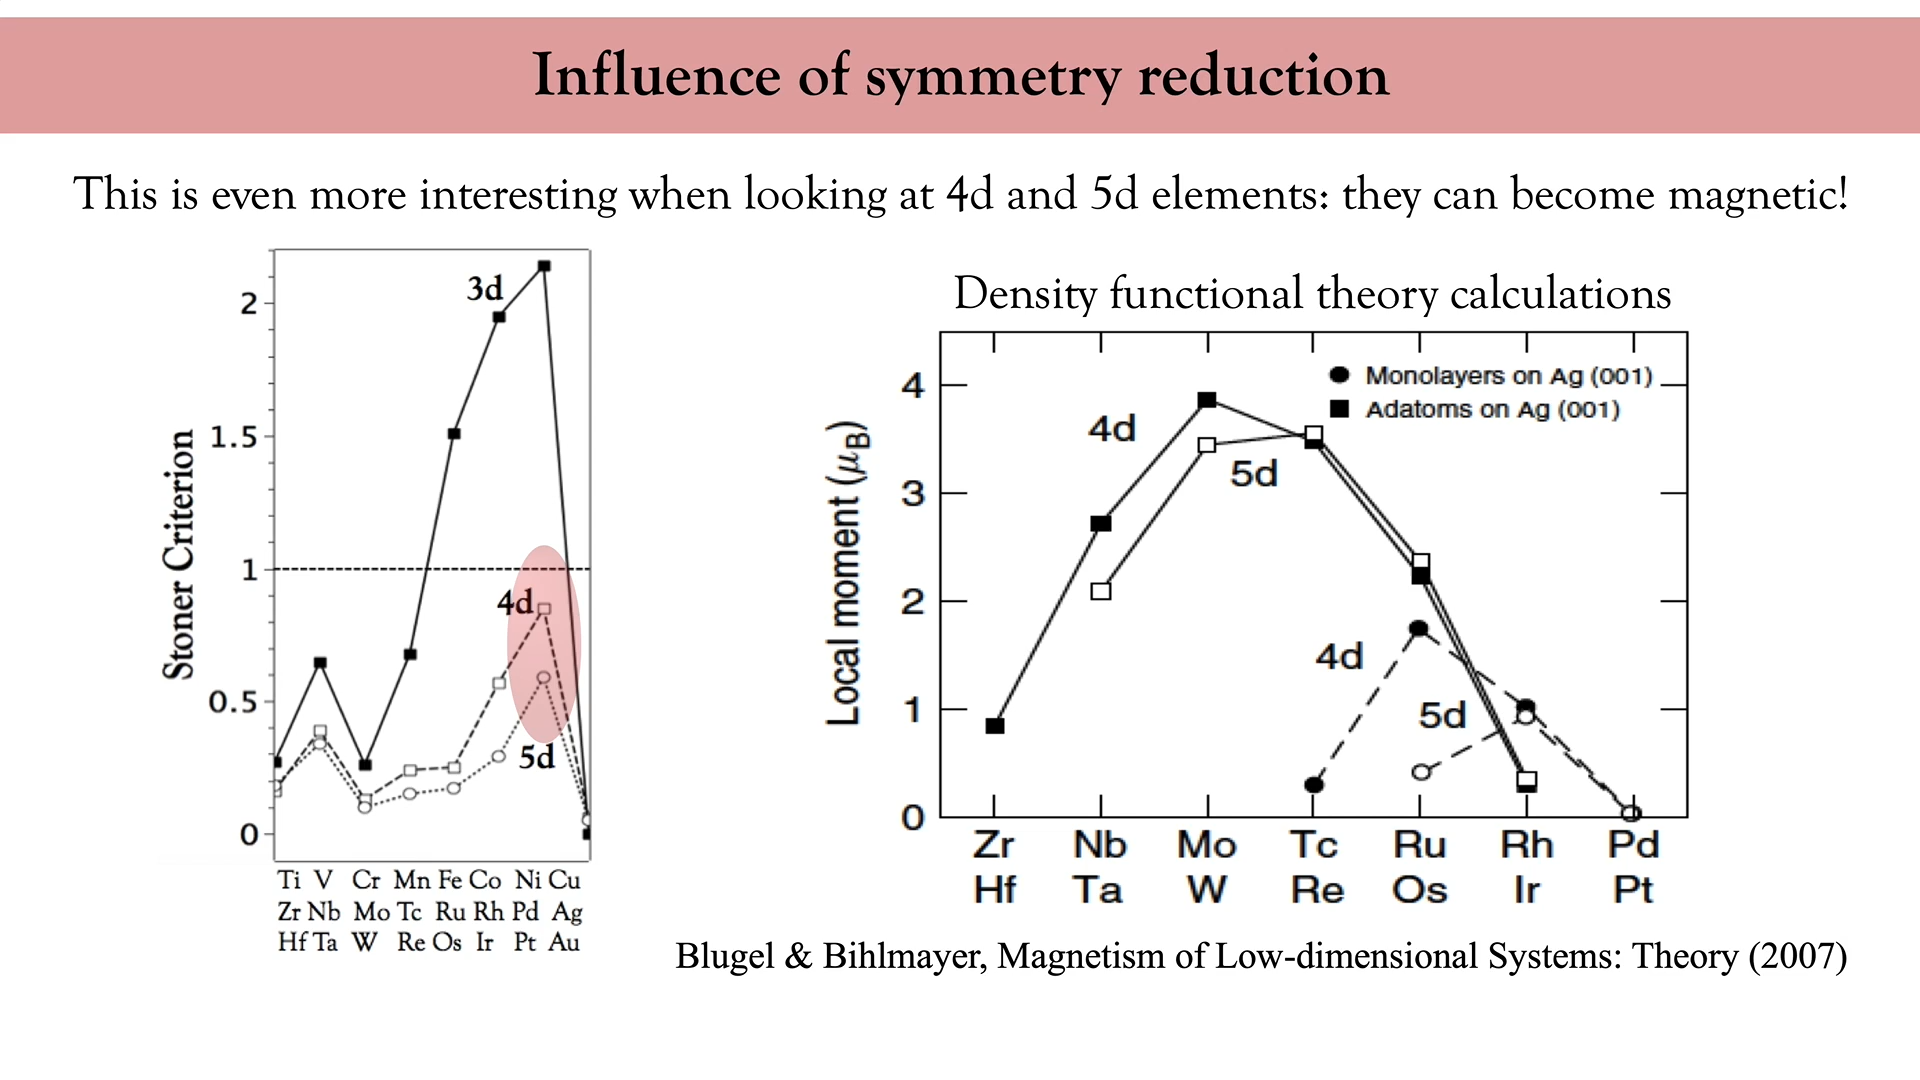 Influence of symmetry reduction
This is even more interesting when looking at 4d and 5d elements: they can become magnetic!
Stoner Criterion
2
1.5
1
0.5
0
3d
4d
5d
Ti V Cr Mn Fe Co Ni Cu
Zr Nb Mo Tc Ru Rh Pd Ag
Hf Ta W Re Os Ir Pt Au
Density functional theory calculations
Local moment (μB)
4
3
2
1
0
Monolayers on Ag (001)
Adatoms on Ag (001)
4d
5d
4d
5d
Zr Nb Mo Tc Ru Rh Pd
Hf Ta W Re Os Ir Pt
Blugel & Bihlmayer, Magnetism of Low-dimensional Systems: Theory (2007)